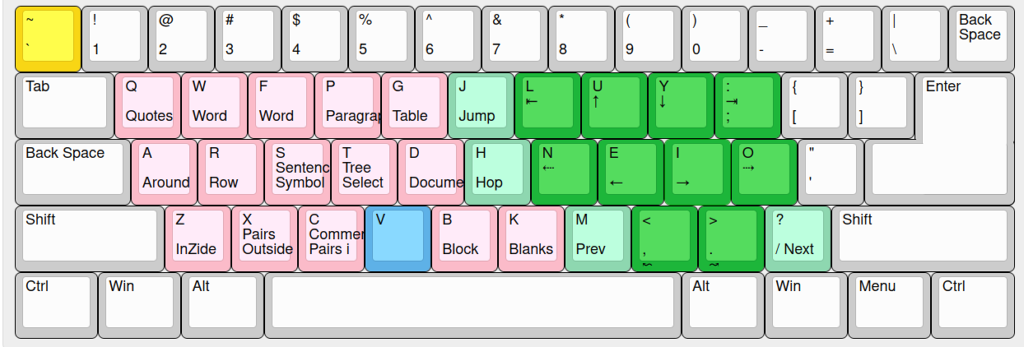 ~ ! @ # $ % ^ & * ( ) _ + | Back Space
` 1 2 3 4 5 6 7 8 9 0 - = \
Tab Q W F P G J L U Y : { } Enter
⇤ ↑ ↓ ⇥
Quotes Word Word Paragra Table Jump ; [ ]
Back Space A R S T D H N E I O "
Sentenc Tree ⇠ ⇢
Around Row Symbol Select Docume Hop ← → '
Shift Z X C V B K M < > ? Shift
Pairs Commen
InZide Outside Pairs i Block Blanks Prev , . / Next
Ctrl Win Alt Alt Win Menu Ctrl